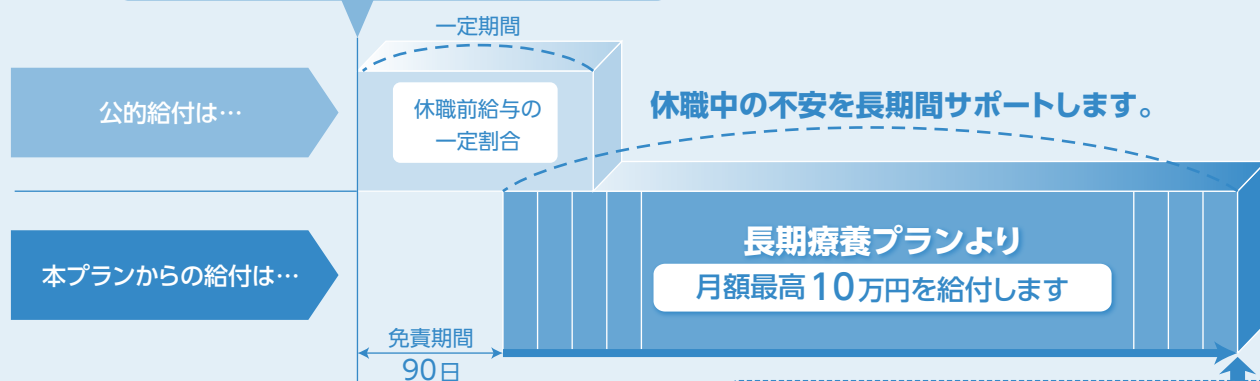 一定期間
公的給付は…
休職前給与の
一定割合
休職中の不安を長期間サポートします。
本プランからの給付は…
長期療養プランより
月額最高10万円を給付します
免責期間
90日